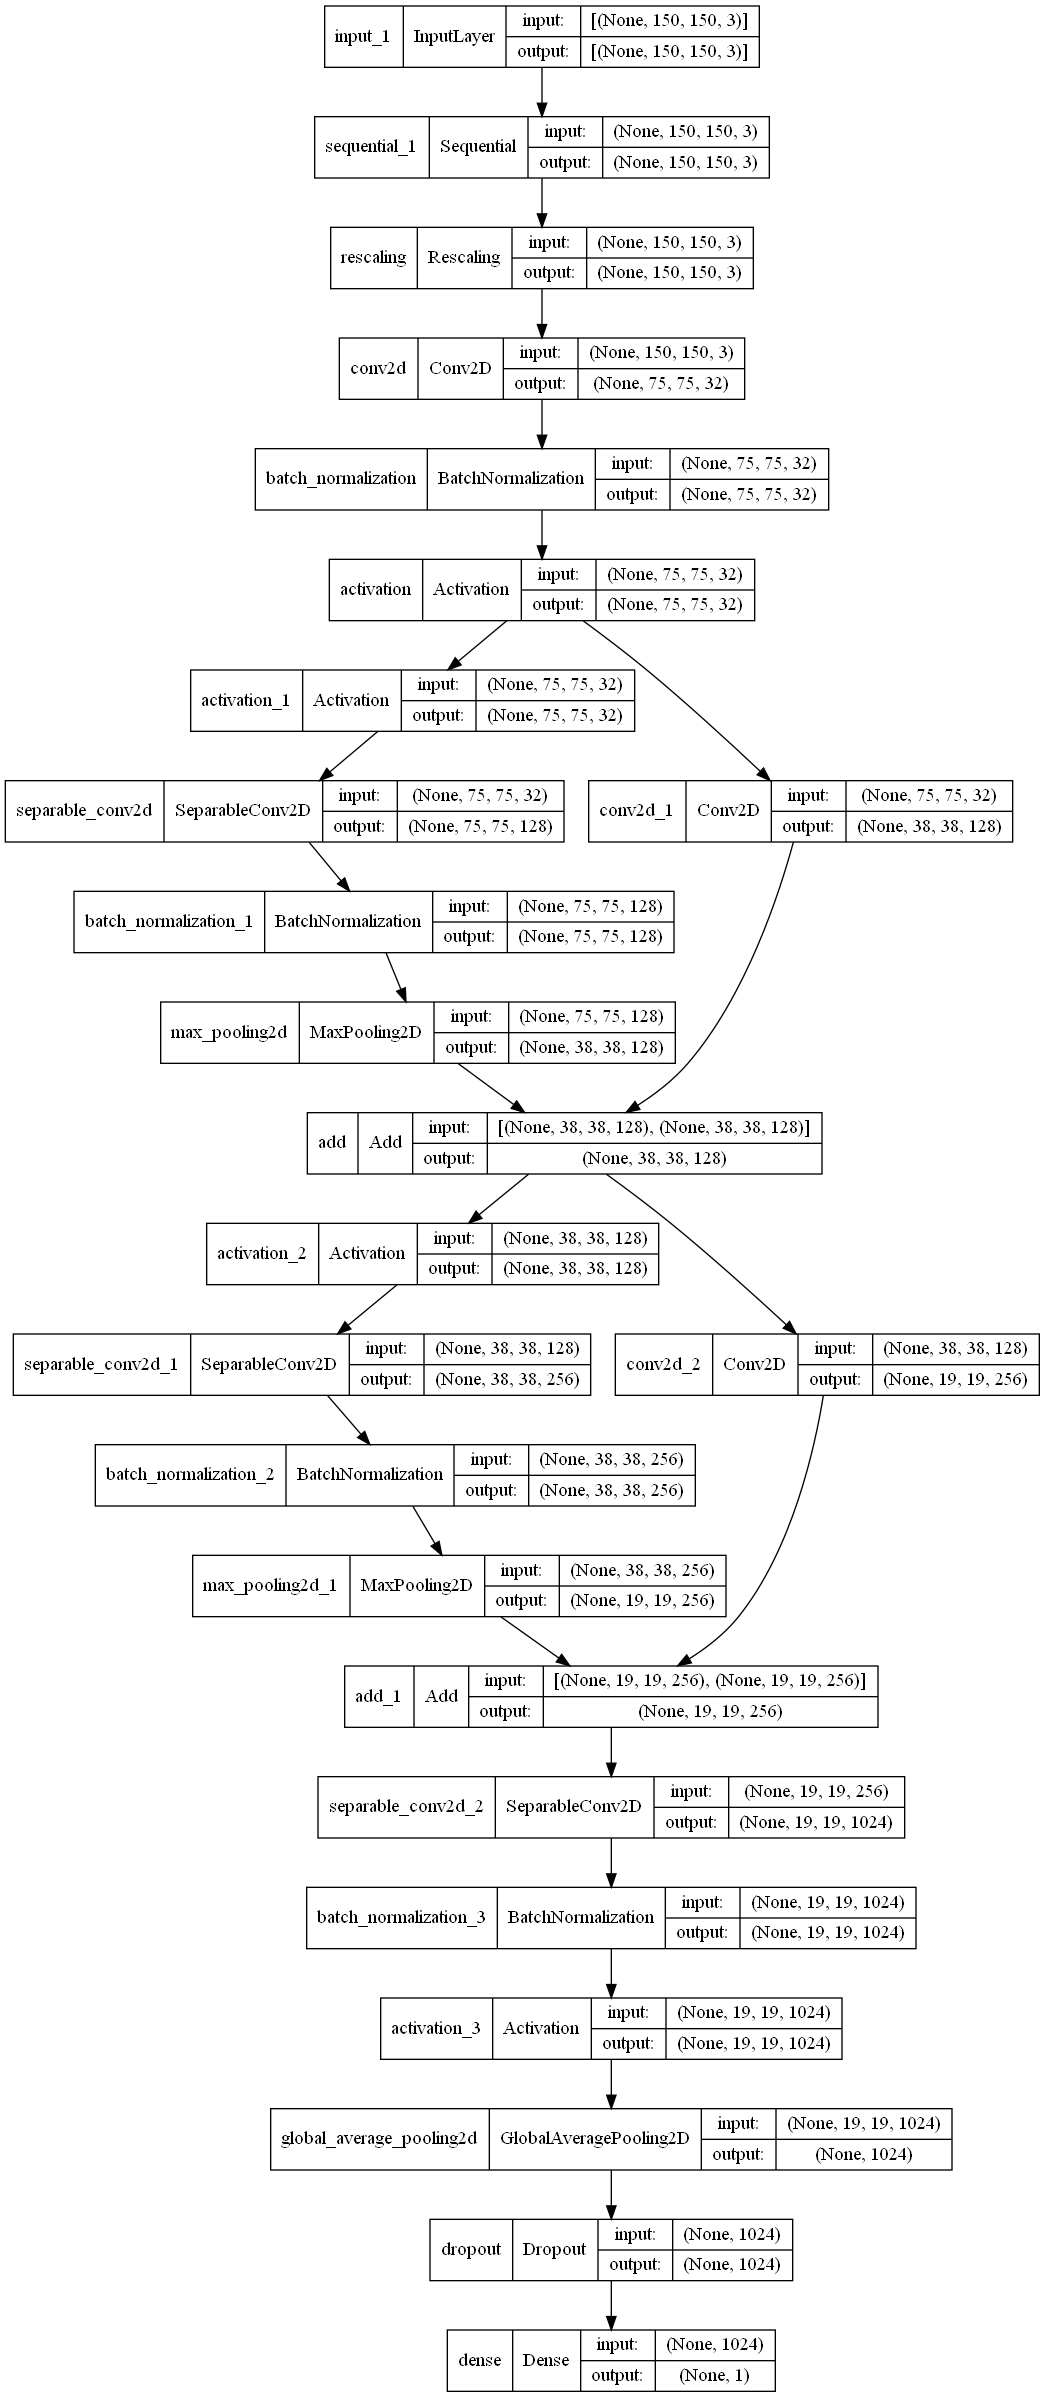 input_1 InputLayer input: [(None, 150, 150, 3)]
output: [(None, 150, 150, 3)]
sequential_1 Sequential input: (None, 150, 150, 3)
output: (None, 150, 150, 3)
rescaling Rescaling input: (None, 150, 150, 3)
output: (None, 150, 150, 3)
conv2d Conv2D input: (None, 150, 150, 3)
output: (None, 75, 75, 32)
batch_normalization BatchNormalization input: (None, 75, 75, 32)
output: (None, 75, 75, 32)
activation Activation input: (None, 75, 75, 32)
output: (None, 75, 75, 32)
activation_1 Activation input: (None, 75, 75, 32)
output: (None, 75, 75, 32)
separable_conv2d SeparableConv2D input: (None, 75, 75, 32)
output: (None, 75, 75, 128)
conv2d_1 Conv2D input: (None, 75, 75, 32)
output: (None, 38, 38, 128)
batch_normalization_1 BatchNormalization input: (None, 75, 75, 128)
output: (None, 75, 75, 128)
max_pooling2d MaxPooling2D input: (None, 75, 75, 128)
output: (None, 38, 38, 128)
add Add input: [(None, 38, 38, 128), (None, 38, 38, 128)]
output: (None, 38, 38, 128)
activation_2 Activation input: (None, 38, 38, 128)
output: (None, 38, 38, 128)
separable_conv2d_1 SeparableConv2D input: (None, 38, 38, 128)
output: (None, 38, 38, 256)
conv2d_2 Conv2D input: (None, 38, 38, 128)
output: (None, 19, 19, 256)
batch_normalization_2 BatchNormalization input: (None, 38, 38, 256)
output: (None, 38, 38, 256)
max_pooling2d_1 MaxPooling2D input: (None, 38, 38, 256)
output: (None, 19, 19, 256)
add_1 Add input: [(None, 19, 19, 256), (None, 19, 19, 256)]
output: (None, 19, 19, 256)
separable_conv2d_2 SeparableConv2D input: (None, 19, 19, 256)
output: (None, 19, 19, 1024)
batch_normalization_3 BatchNormalization input: (None, 19, 19, 1024)
output: (None, 19, 19, 1024)
activation_3 Activation input: (None, 19, 19, 1024)
output: (None, 19, 19, 1024)
global_average_pooling2d GlobalAveragePooling2D input: (None, 19, 19, 1024)
output: (None, 1024)
dropout Dropout input: (None, 1024)
output: (None, 1024)
dense Dense input: (None, 1024)
output: (None, 1)